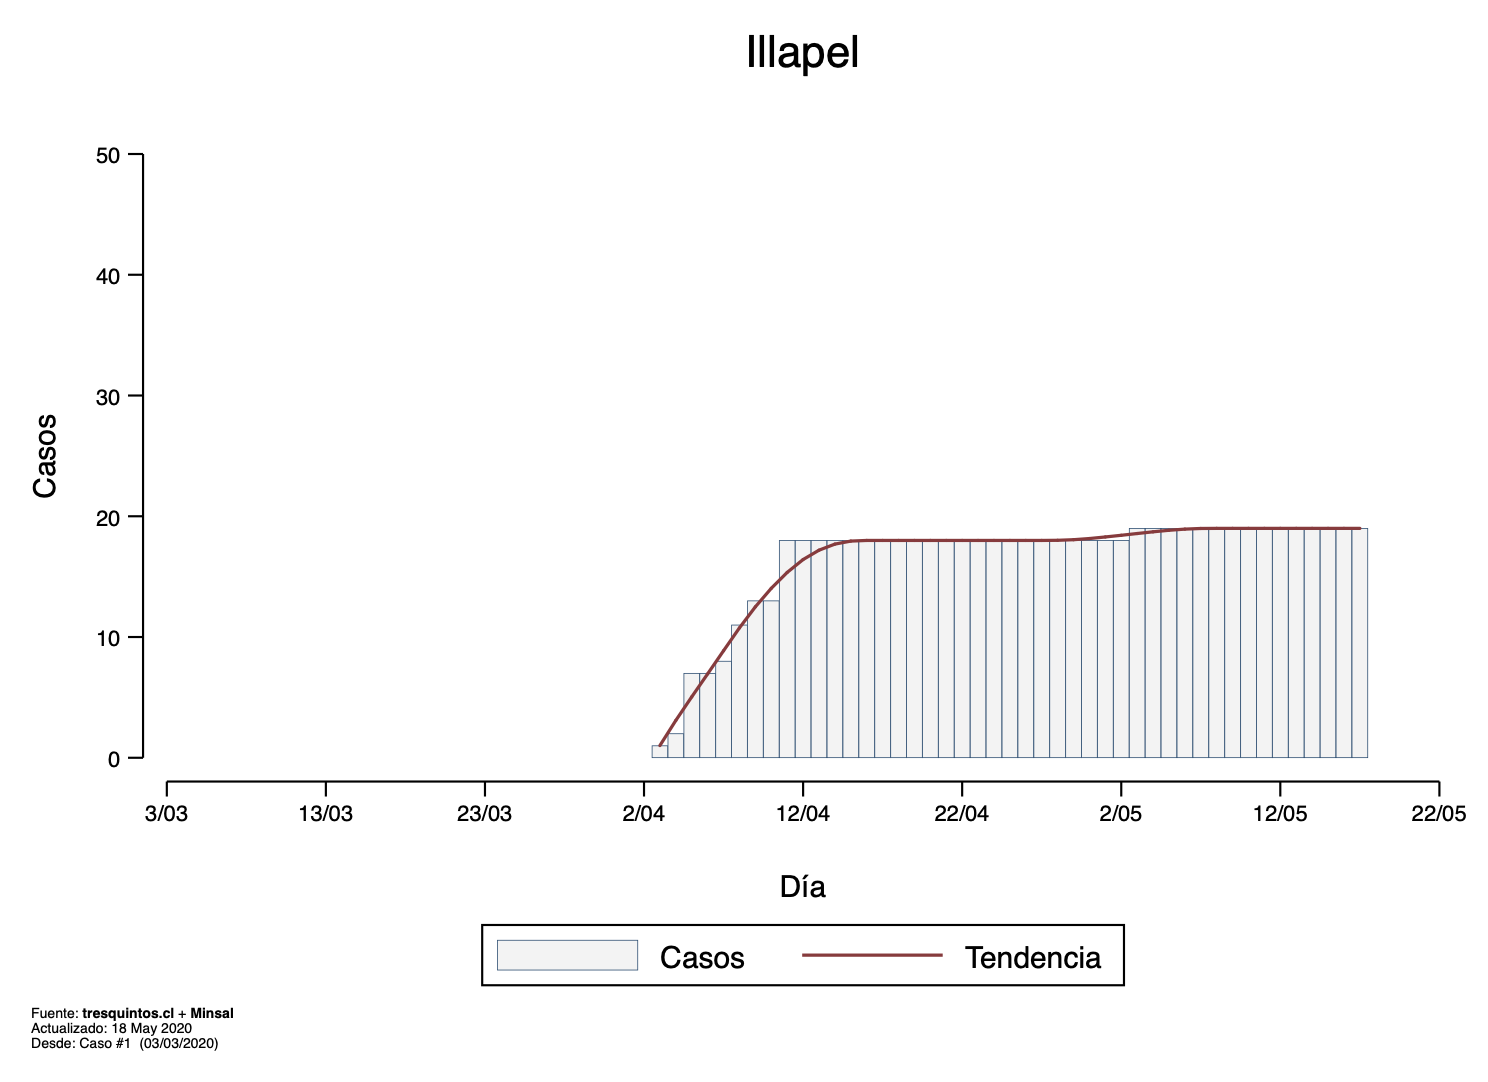 Illapel
50
40
30
20
10
0
Casos
3/03 13/03 23/03 2/04 12/04 22/04 2/05 12/05 22/05
Día
Casos Tendencia
Fuente: tresquintos.cl + Minsal
Actualizado: 18 May 2020
Desde: Caso #1 (03/03/2020)